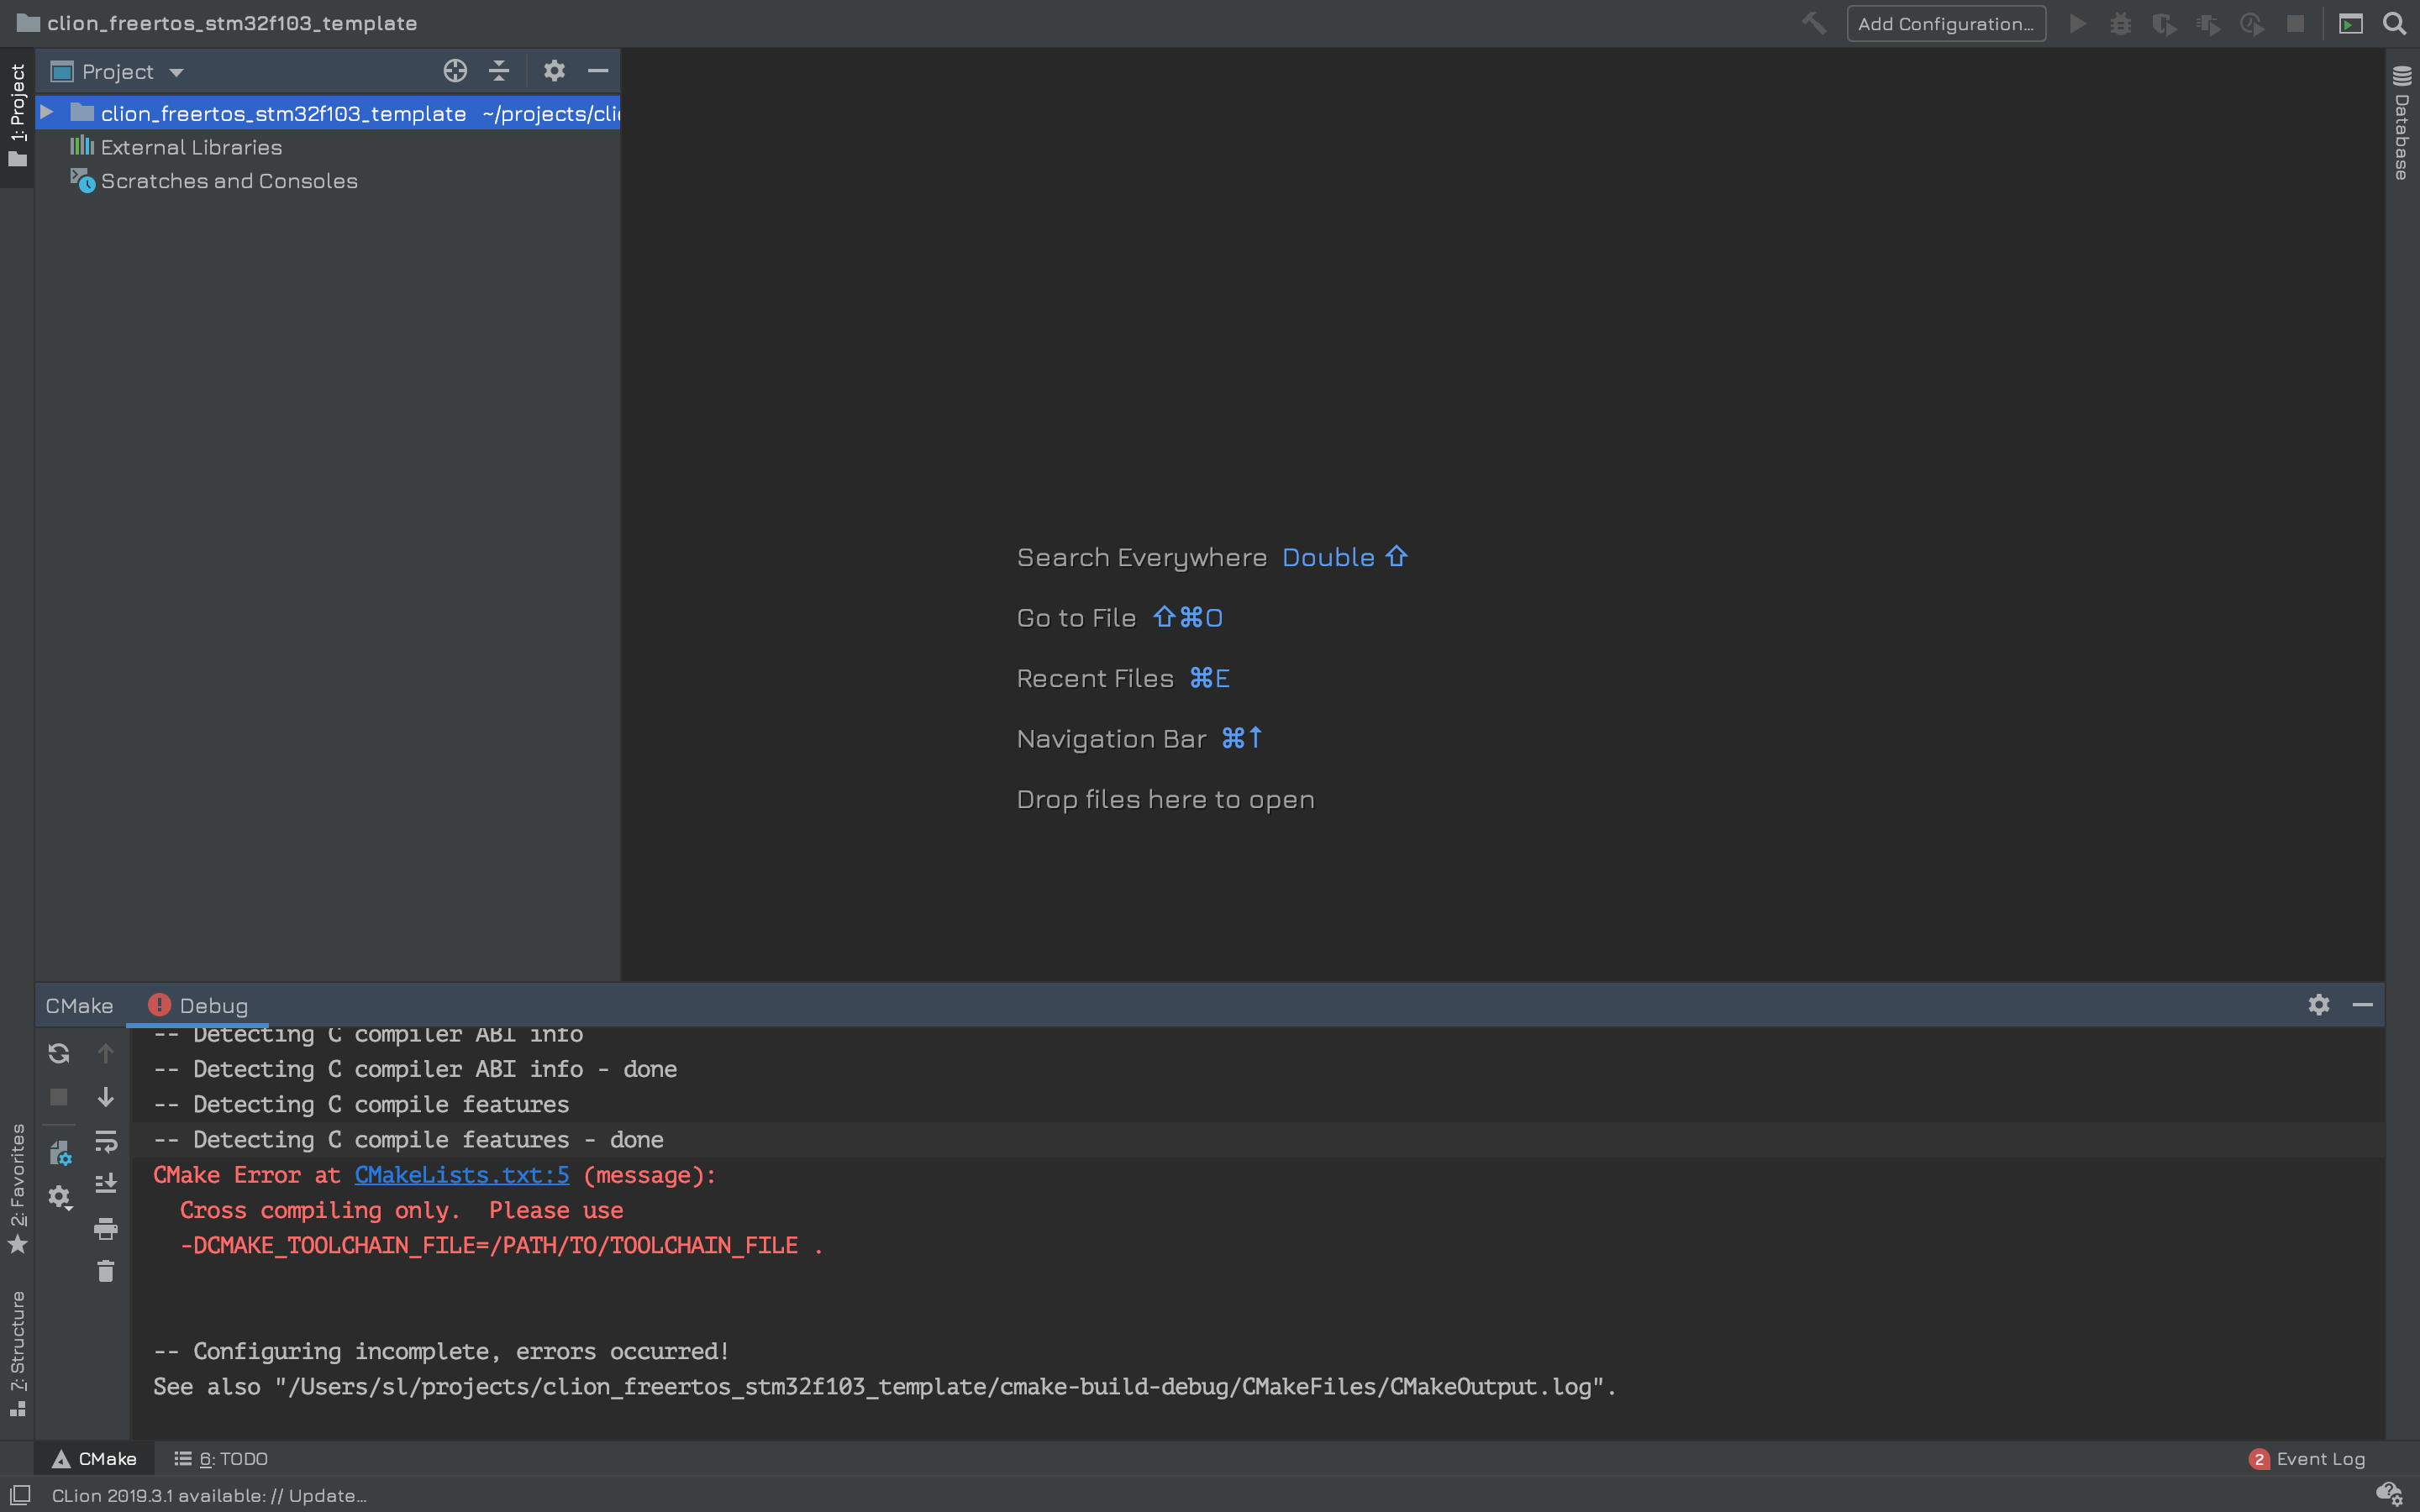 clion_freertos_stm32f103_template
Add Configuration...
1: Project
Project
clion_freertos_stm32f103_template ~/projects/cli
External Libraries
Scratches and Consoles
Database
Search Everywhere Double ⇧
Go to File ⇧⌘O
Recent Files ⌘E
Navigation Bar ⌘↑
Drop files here to open
CMake
Debug
-- Detecting C compiler ABI info
-- Detecting C compiler ABI info - done
-- Detecting C compile features
-- Detecting C compile features - done
CMake Error at CMakeLists.txt:5 (message):
Cross compiling only.  Please use
-DCMAKE_TOOLCHAIN_FILE=/PATH/TO/TOOLCHAIN_FILE .
-- Configuring incomplete, errors occurred!
See also "/Users/sl/projects/clion_freertos_stm32f103_template/cmake-build-debug/CMakeFiles/CMakeOutput.log".
2: Favorites
7: Structure
CMake
6: TODO
2 Event Log
CLion 2019.3.1 available: // Update...